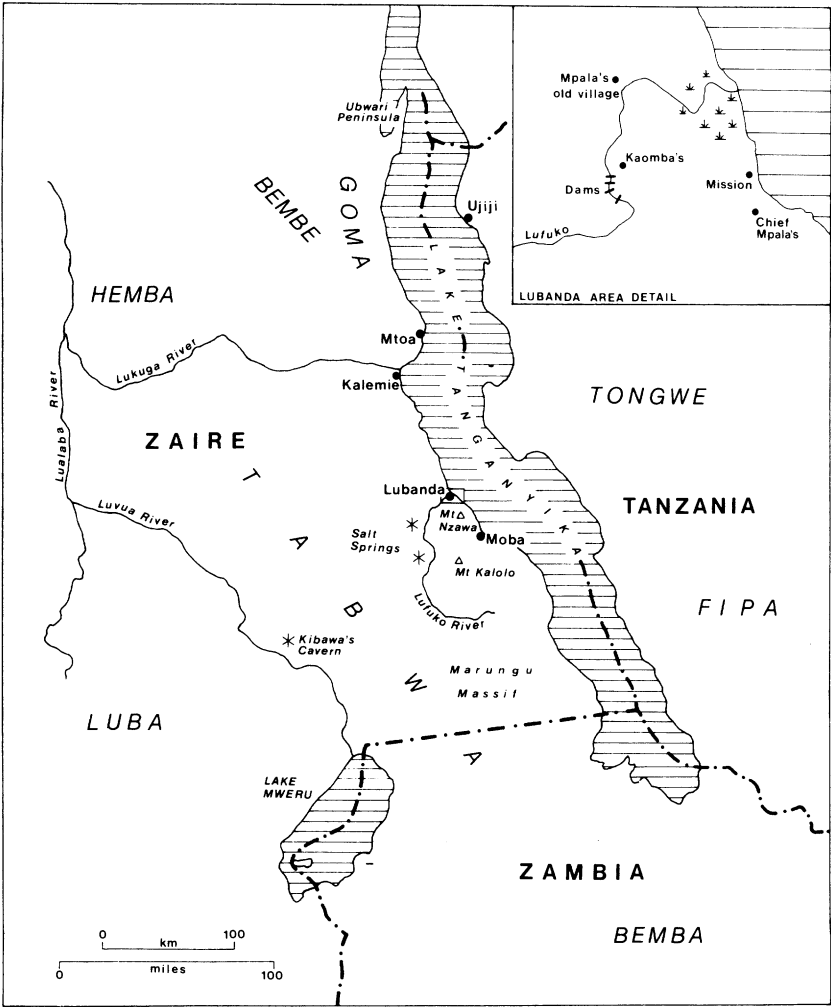 Ubwari
Peninsula
BEMBE
GOMA
Ujiji
HEMBA
Mtoa
Lukuga River
Kalemie
LAKE TANGANYIKA
TONGWE
Lualaba River
ZAIRE
TABWA
Lubanda
Luvua River
Mt
Nzawa
TANZANIA
Salt
Springs
Moba
Mt Kalolo
Lufuko River
FIPA
Kibawa's
Cavern
Marungu
Massif
LUBA
LAKE
MWERU
ZAMBIA
BEMBA
0 100
km
miles
0 100
Mpala's
old village
Kaomba's
Dams
Mission
Chief
Mpala's
Lufuko
LUBANDA AREA DETAIL